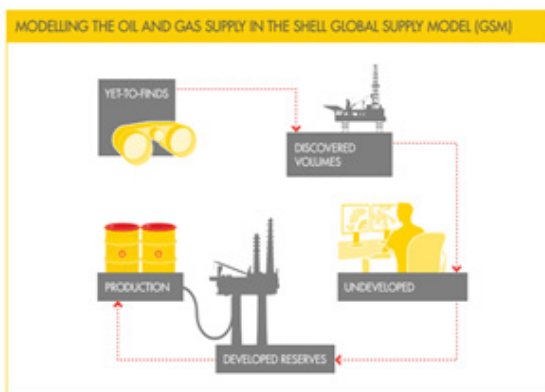 MODELLING THE OIL AND GAS SUPPLY IN THE SHELL GLOBAL SUPPLY MODEL (GSM)
YET-TO-FINDS
DISCOVERED
VOLUMES
PRODUCTION
UNDEVELOPED
DEVELOPED RESERVES